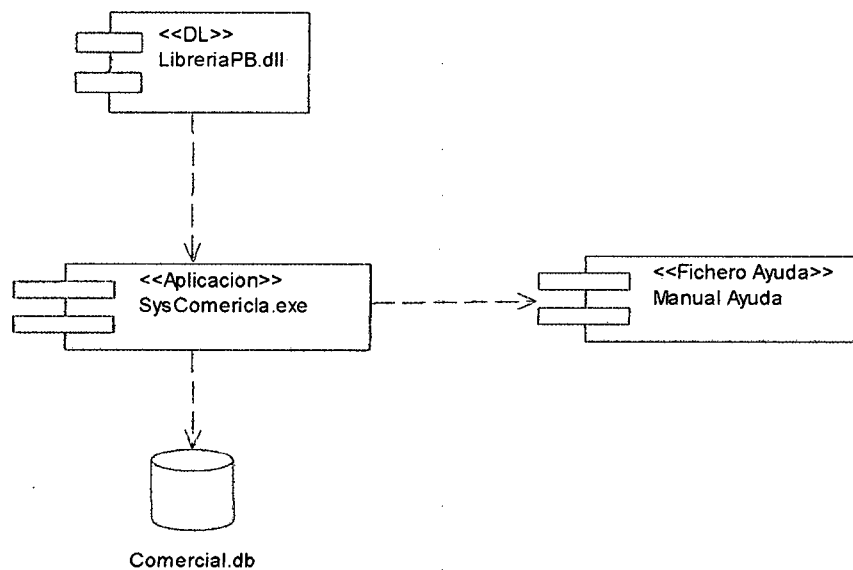 <<DL>>
LibreriaPB.dll
<<Aplicacion>>
SysComericla.exe
<<Fichero Ayuda>>
Manual Ayuda
Comercial.db